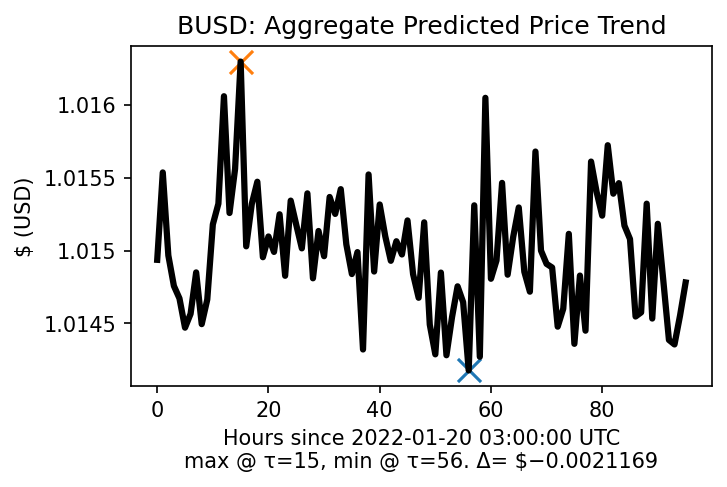 BUSD: Aggregate Predicted Price Trend
$ (USD)
1.016
1.0155
1.015
1.0145
0 20 40 60 80
Hours since 2022-01-20 03:00:00 UTC
max @ τ=15, min @ τ=56. Δ= $−0.0021169